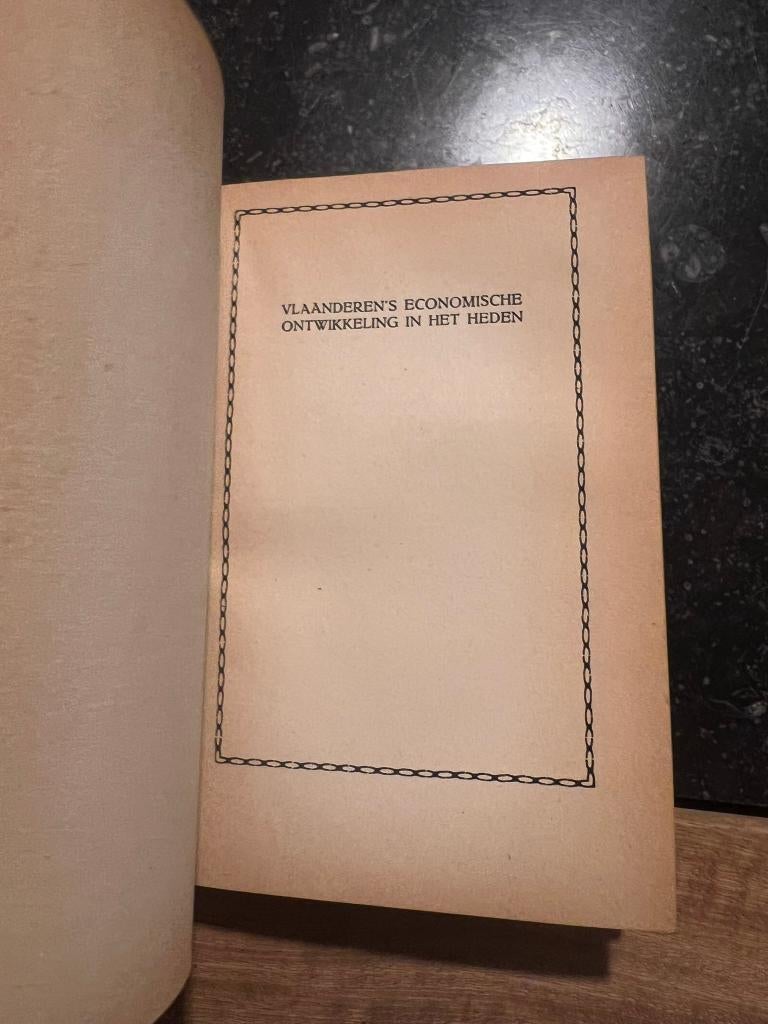 VLAANDEREN'S ECONOMISCHE
ONTWIKKELING IN HET HEDEN